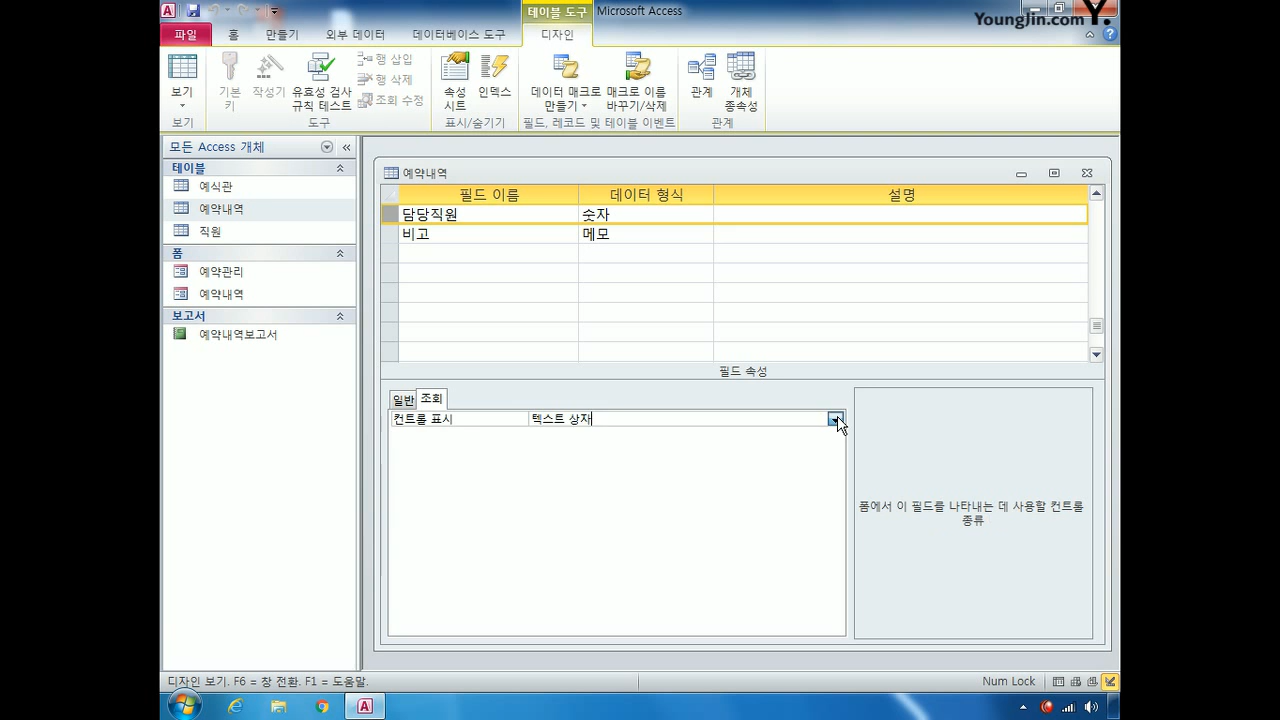 테이블 도구 Microsoft Access
YoungJin.com Y.
파일 홈 만들기 외부 데이터 데이터베이스 도구 디자인
보기
기본 키
작성기
유효성 검사 규칙 테스트
행 삽입
행 삭제
조회 수정
속성 시트
인덱스
데이터 매크로 만들기
매크로 이름 바꾸기/삭제
관계
개체 종속성
보기 도구 표시/숨기기 필드, 레코드 및 테이블 이벤트 관계
모든 Access 개체
테이블
예식관
예약내역
직원
폼
예약관리
예약내역
보고서
예약내역보고서
예약내역
필드 이름 데이터 형식 설명
담당직원 숫자
비고 메모
필드 속성
일반 조회
컨트롤 표시 텍스트 상자
폼에서 이 필드를 나타내는 데 사용할 컨트롤
종류
디자인 보기. F6 = 창 전환. F1 = 도움말.
Num Lock